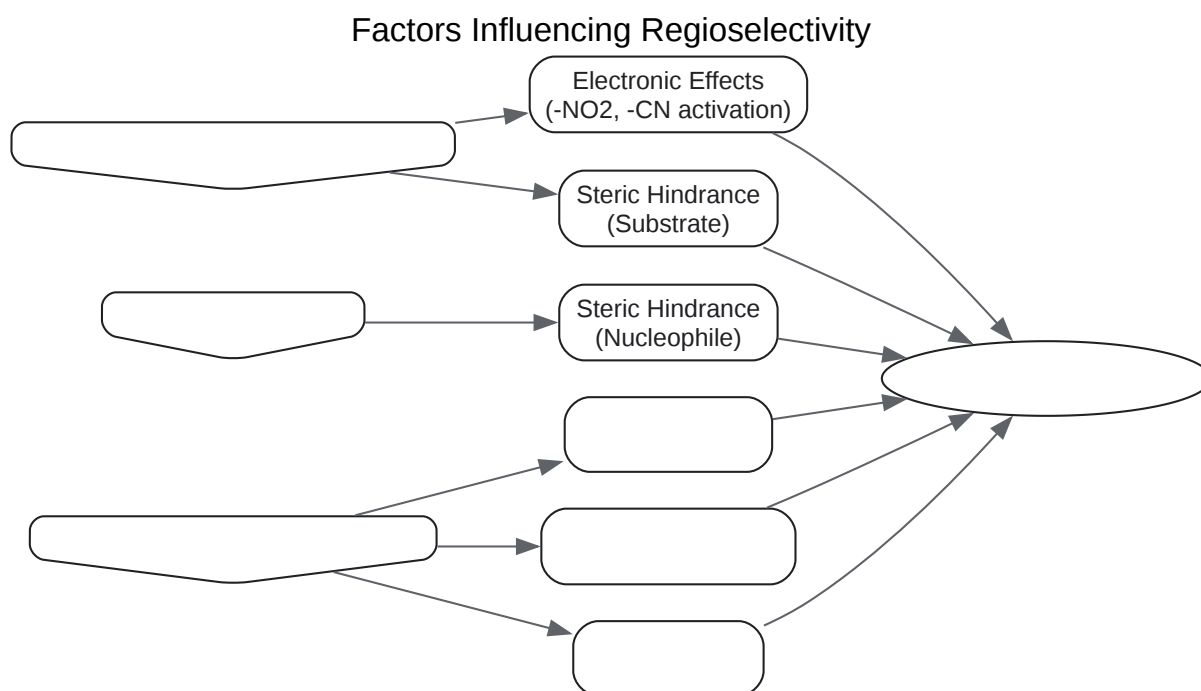 Factors Influencing Regioselectivity
Electronic Effects
(-NO2, -CN activation)
Steric Hindrance
(Substrate)
Steric Hindrance
(Nucleophile)